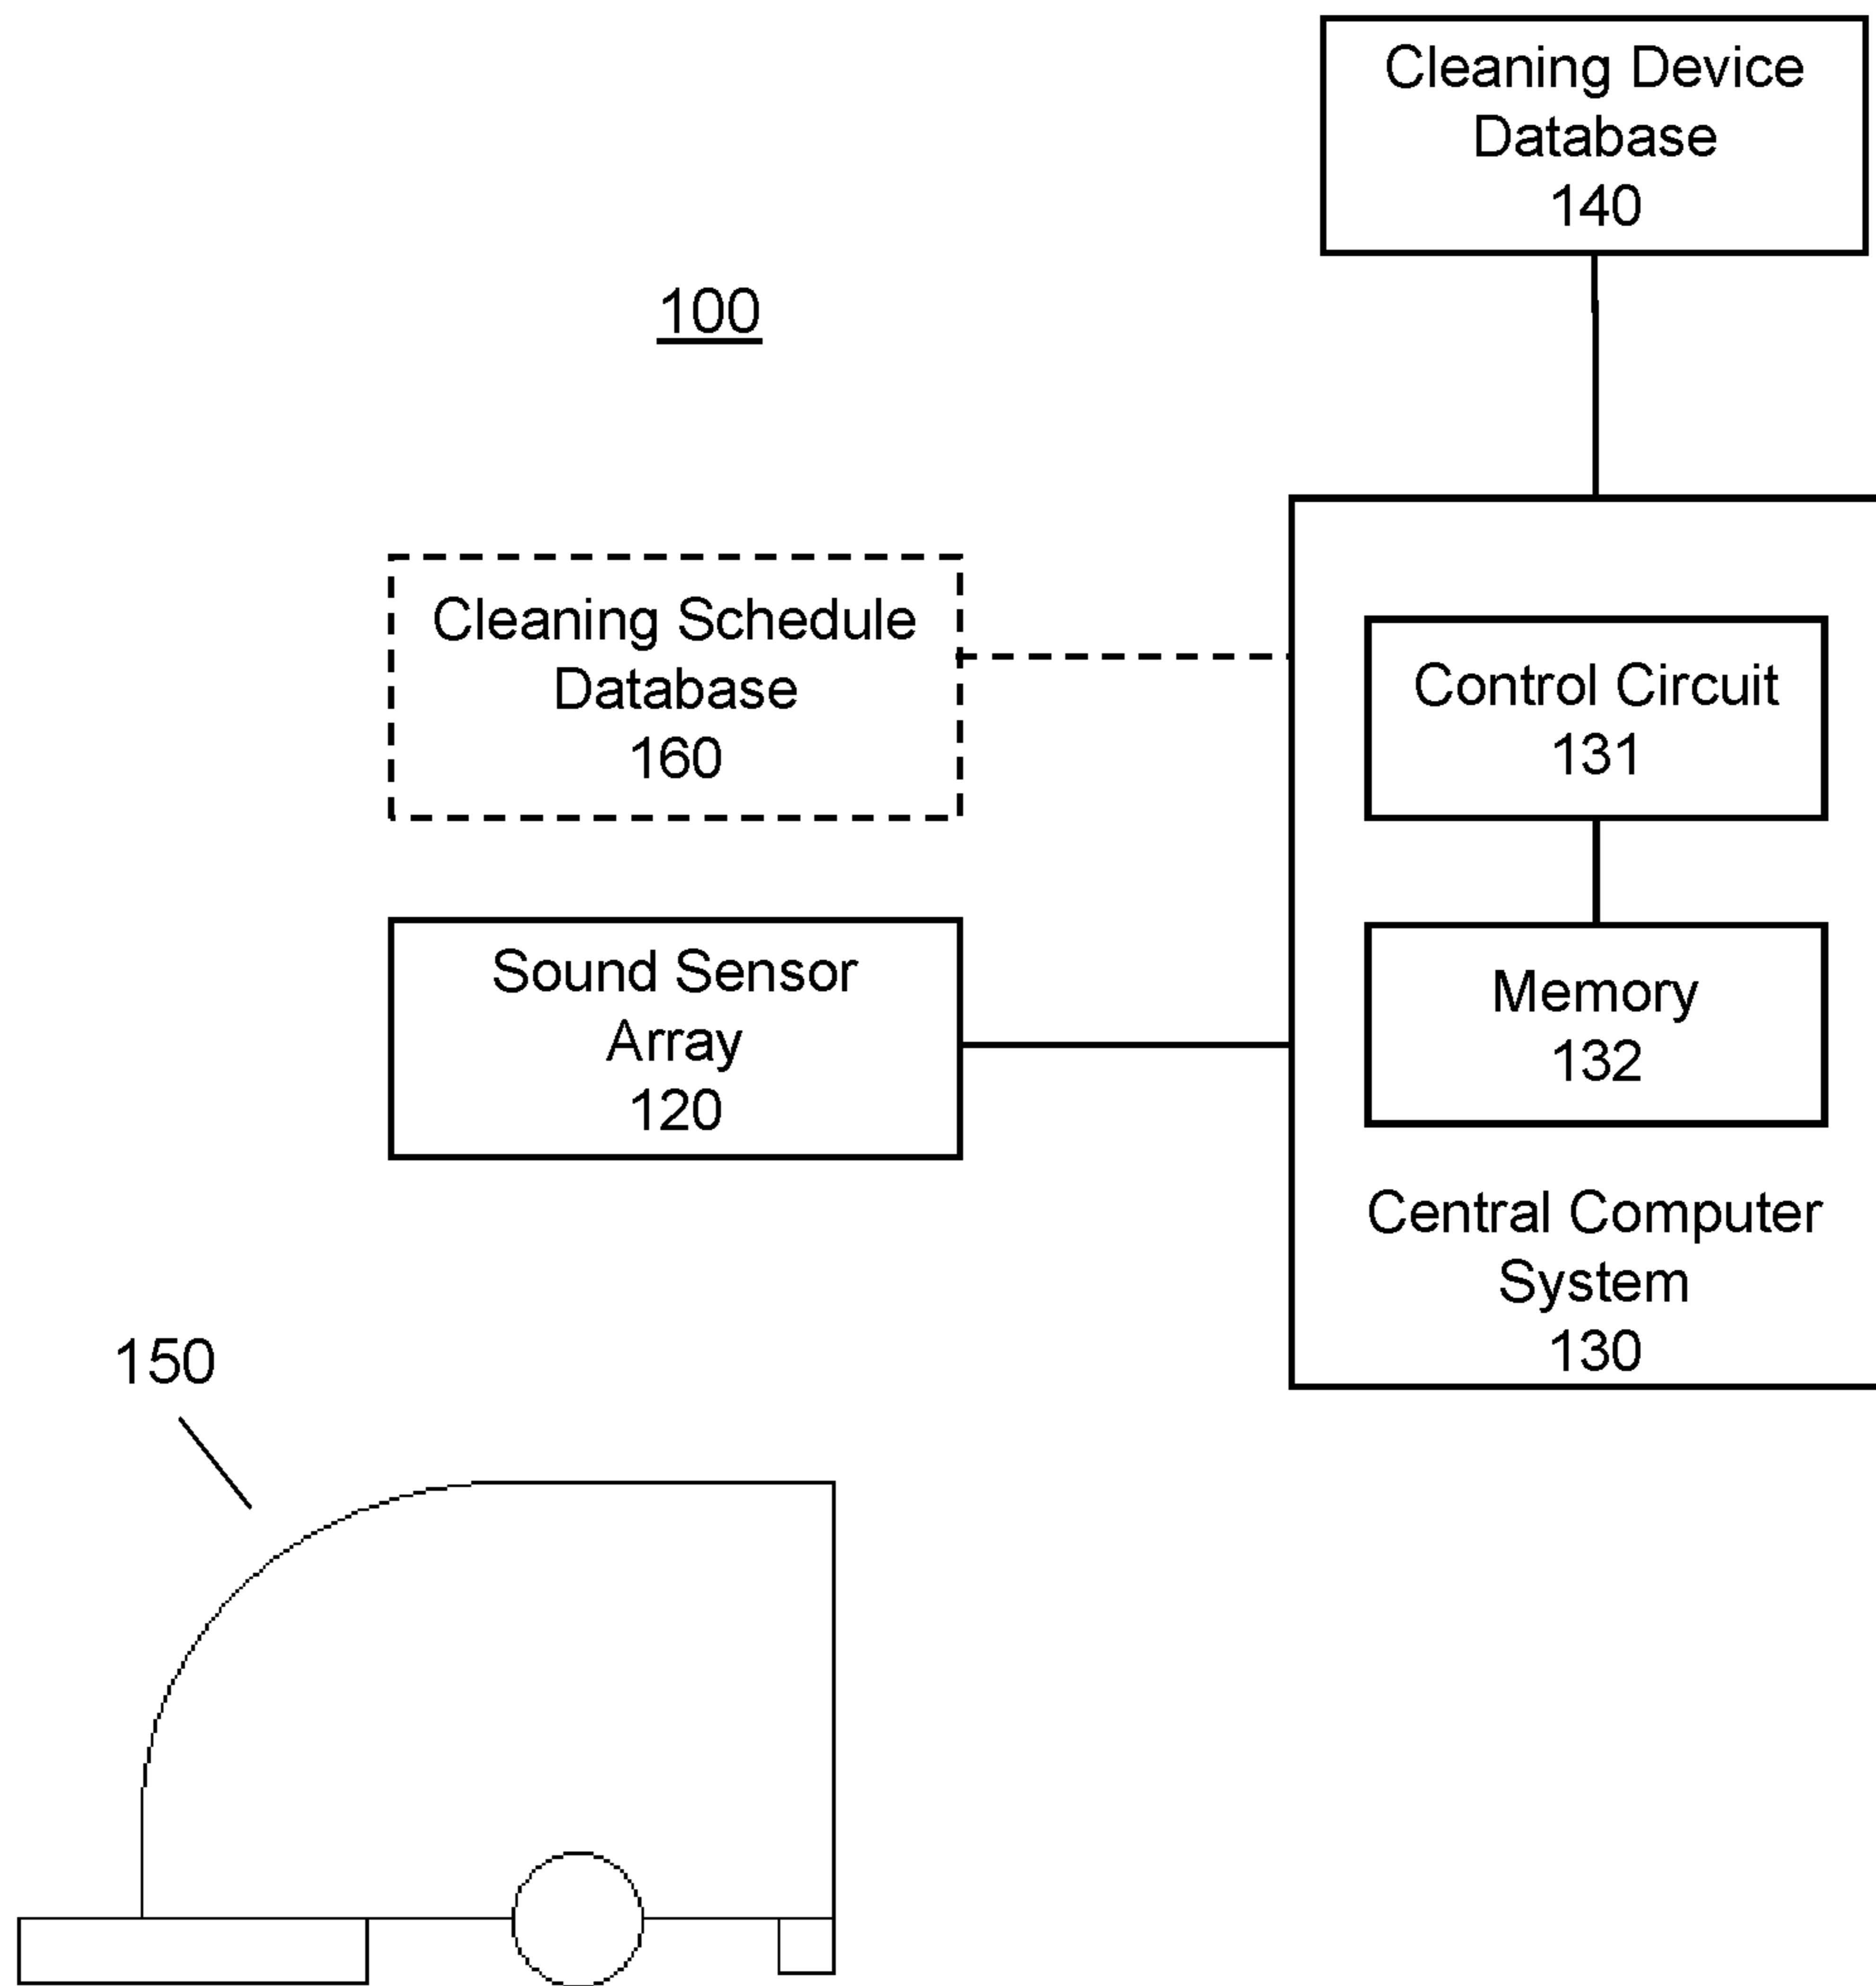 Cleaning Device
Database
140
100
Cleaning Schedule
Database
160
Control Circuit
131
Sound Sensor
Array
120
Memory
132
Central Computer
System
130
150